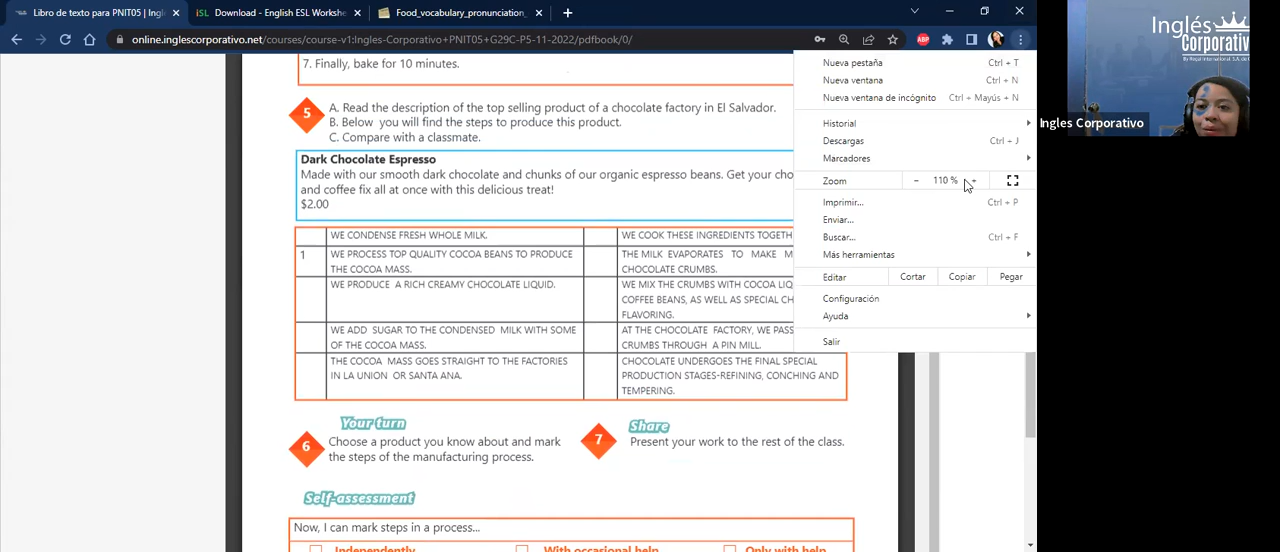 Libro de texto para PNIT05 | Ingl
iSL Download - English ESL Workshe
Food_vocabulary_pronunciation_
online.inglescorporativo.net/courses/course-v1:Ingles-Corporativo+PNIT05+G29C-P5-11-2022/pdfbook/0/
ABP
7. Finally, bake for 10 minutes.
5
A. Read the description of the top selling product of a chocolate factory in El Salvador.
B. Below you will find the steps to produce this product.
C. Compare with a classmate.
Dark Chocolate Espresso
Made with our smooth dark chocolate and chunks of our organic espresso beans. Get your cho
and coffee fix all at once with this delicious treat!
$2.00
WE CONDENSE FRESH WHOLE MILK.
WE COOK THESE INGREDIENTS TOGETH
1
WE PROCESS TOP QUALITY COCOA BEANS TO PRODUCE
THE COCOA MASS.
THE MILK EVAPORATES TO MAKE M
CHOCOLATE CRUMBS.
WE PRODUCE A RICH CREAMY CHOCOLATE LIQUID.
WE MIX THE CRUMBS WITH COCOA LIQ
COFFEE BEANS, AS WELL AS SPECIAL CH
FLAVORING.
WE ADD SUGAR TO THE CONDENSED MILK WITH SOME
OF THE COCOA MASS.
AT THE CHOCOLATE FACTORY, WE PASS
CRUMBS THROUGH A PIN MILL.
THE COCOA MASS GOES STRAIGHT TO THE FACTORIES
IN LA UNION OR SANTA ANA.
CHOCOLATE UNDERGOES THE FINAL SPECIAL
PRODUCTION STAGES-REFINING, CONCHING AND
TEMPERING.
Your turn
6
Choose a product you know about and mark
the steps of the manufacturing process.
Share
7
Present your work to the rest of the class.
Self-assessment
Now, I can mark steps in a process...
Independently
With occasional help
Only with help
Nueva pestaña Ctrl + T
Nueva ventana Ctrl + N
Nueva ventana de incógnito Ctrl + Mayús + N
Historial
Descargas Ctrl + J
Marcadores
Zoom - 110 % +
Imprimir... Ctrl + P
Enviar...
Buscar... Ctrl + F
Más herramientas
Editar Cortar Copiar Pegar
Configuración
Ayuda
Salir
Inglés
Corporativo
By Regal International S.A. de
Ingles Corporativo